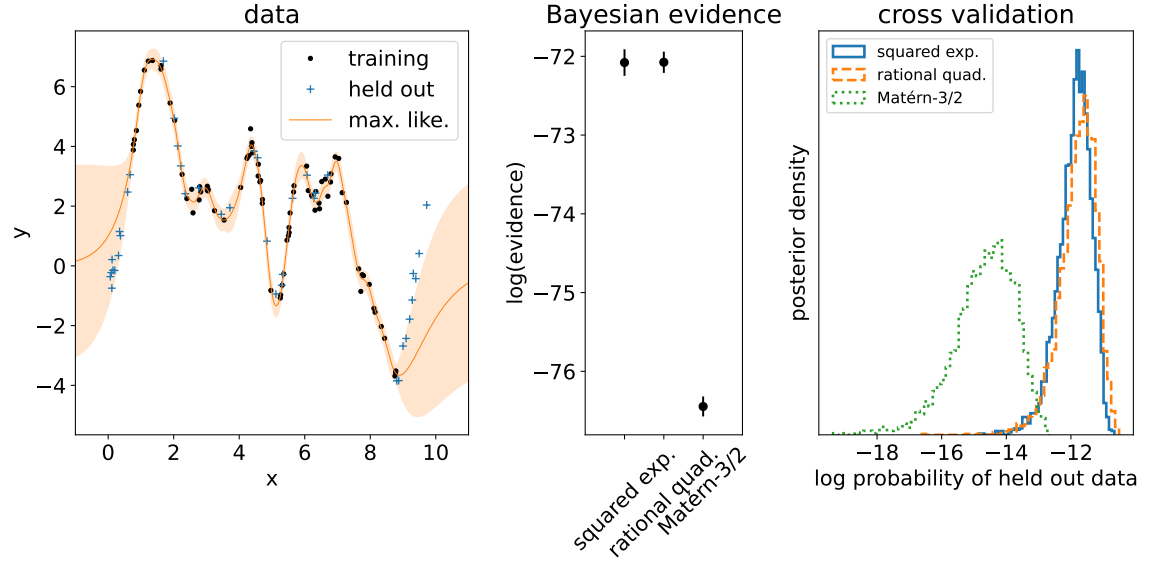 data
Bayesian evidence
cross validation
training
held out
max. like.
6
4
2
0
−2
−4
y
0
2
4
6
8
10
x
−72
−73
−74
−75
−76
log(evidence)
squared exp.
rational quad.
Matérn-3/2
squared exp.
rational quad.
Matérn-3/2
posterior density
−18
−16
−14
−12
log probability of held out data